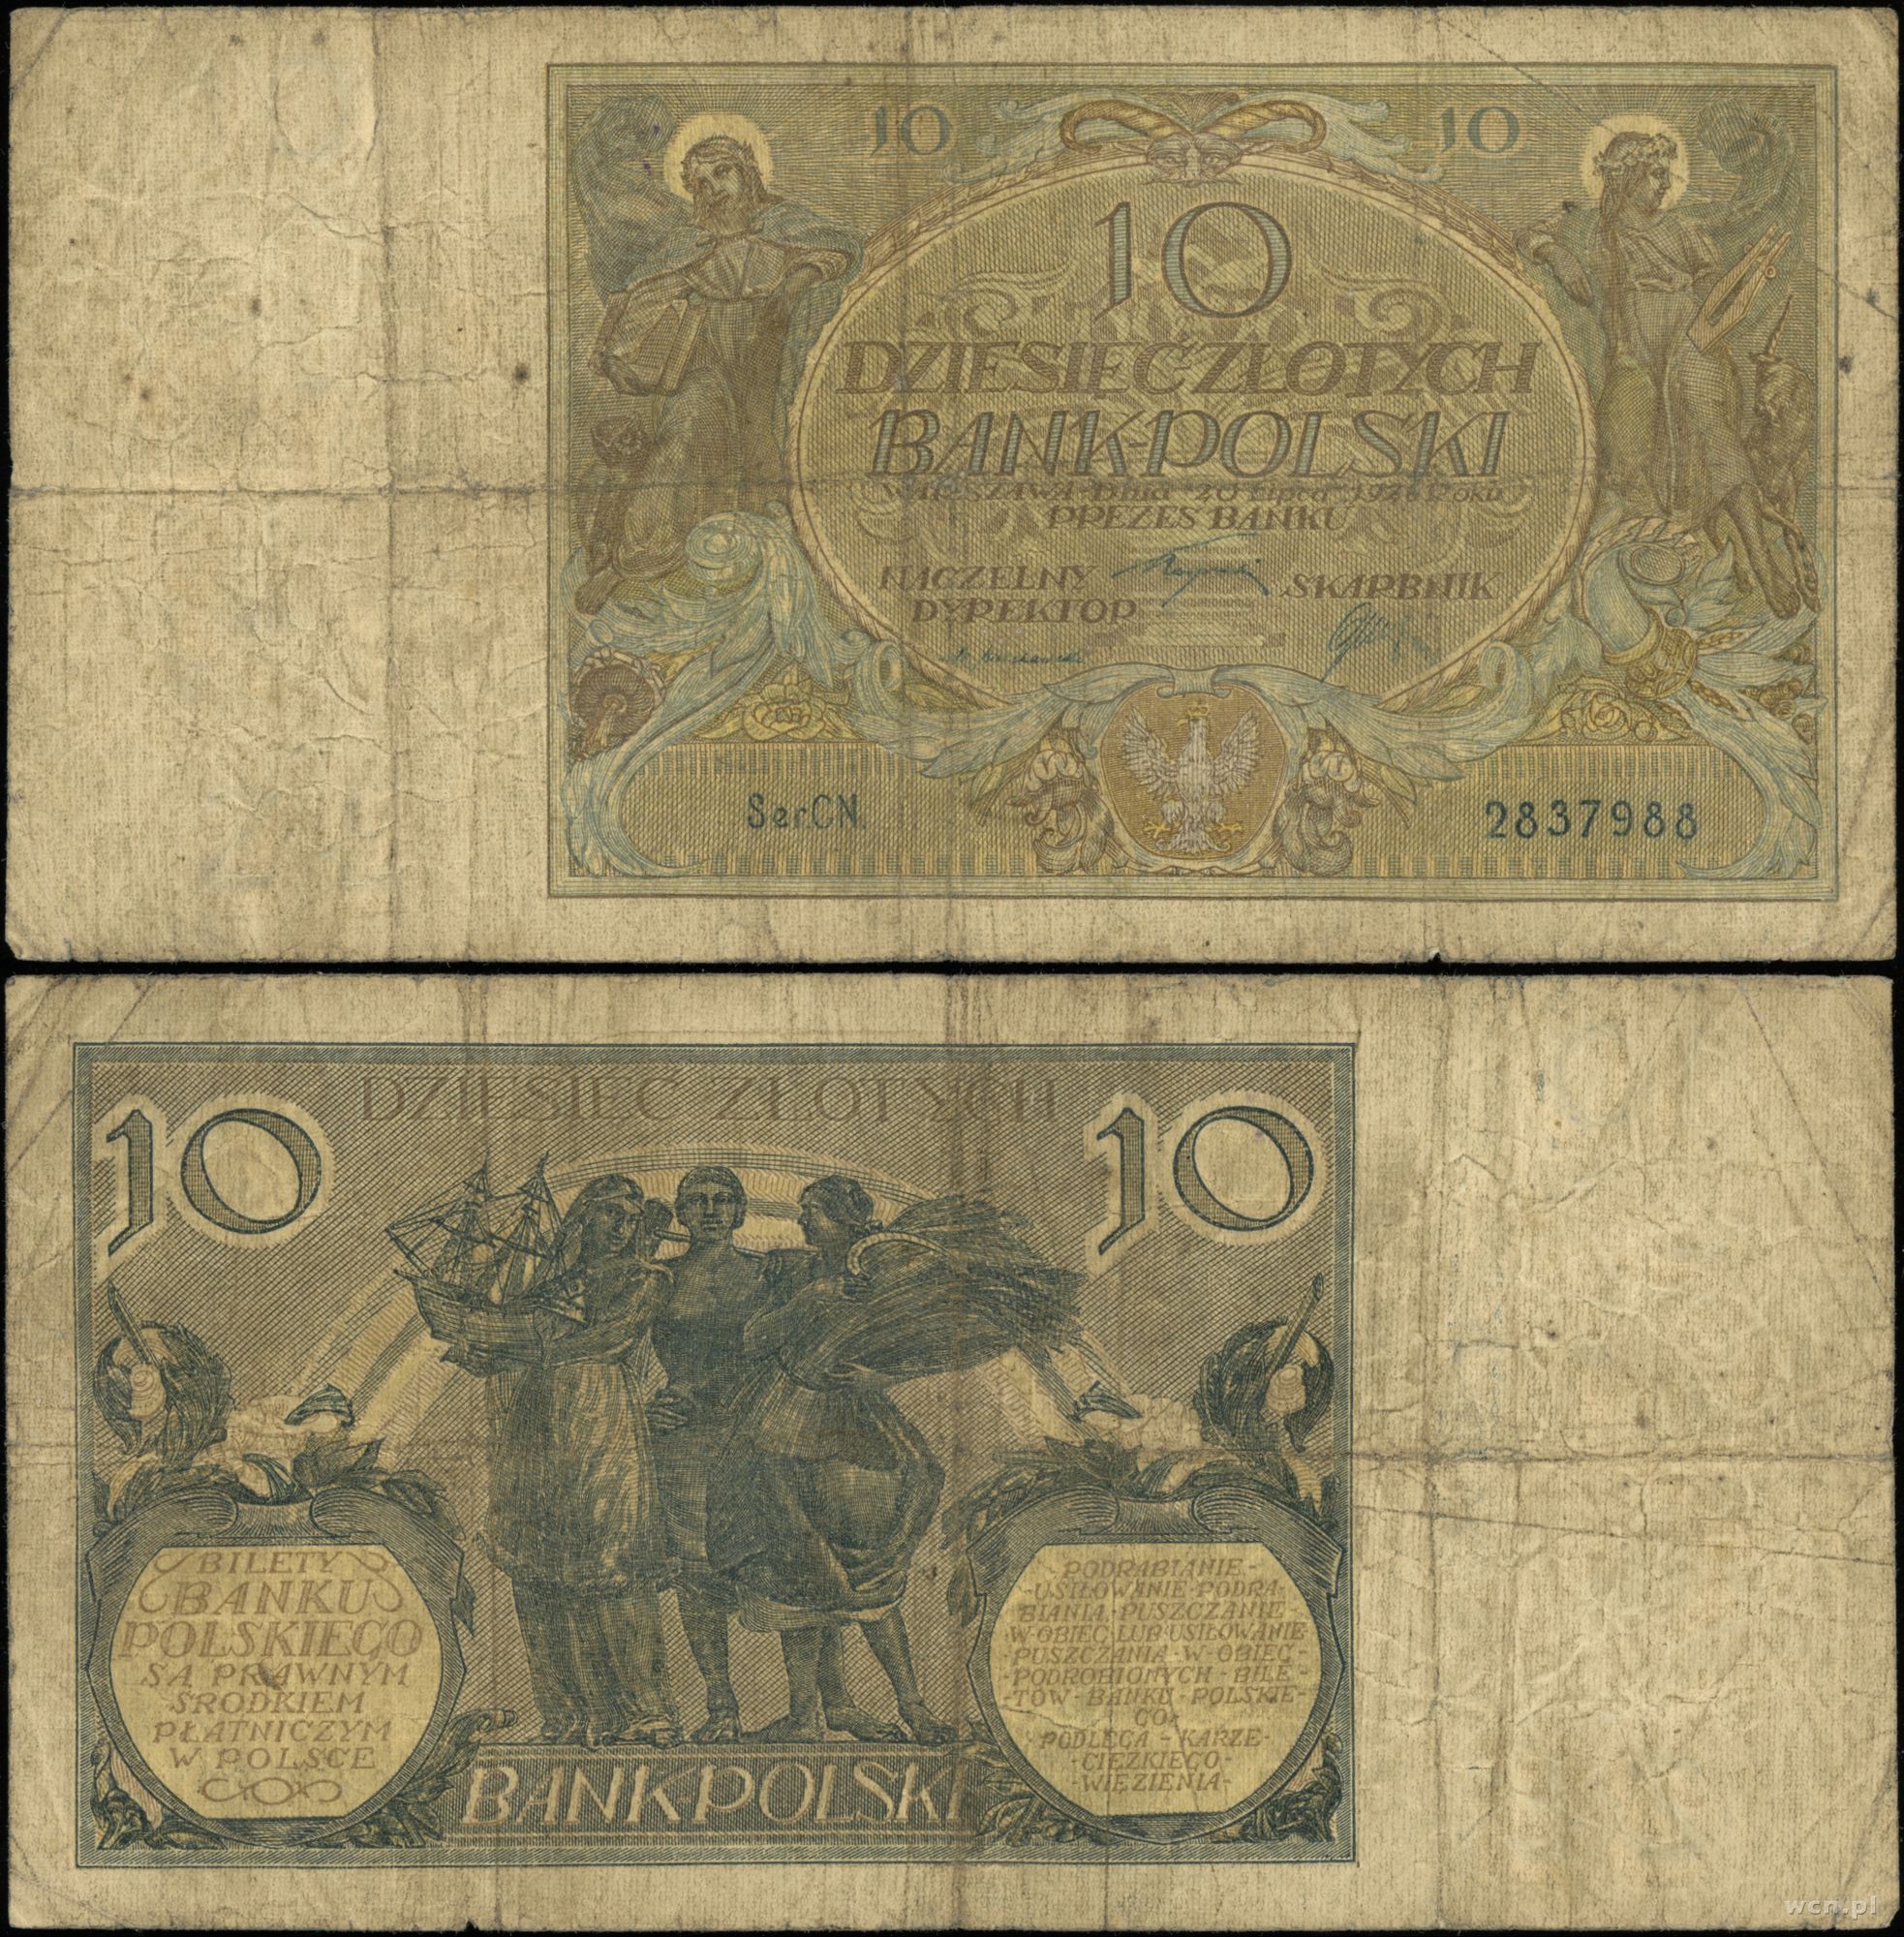 10 10
10
DZIESIĘĆ-ZŁOTYCH
BANK-POLSKI
WARSZAWA-Dnia 20 Lipca 1926 Roku
PREZES BANKU
NACZELNY SKARBNIK
DYREKTOR
Ser.CN. 2837988
DZIESIĘĆ ZŁOTYCH
10 10
BILETY
BANKU
POLSKIEGO
SĄ PRAWNYM
ŚRODKIEM
PŁATNICZYM
W POLSCE
PODRABIANIE-
-USIŁOWANIE-PODRA-
BIANIA, PUSZCZANIE
W-OBIEG-LUB-USIŁOWANIE
-PUSZCZANIA-W-OBIEG-
-PODROBIONYCH-BILE-
-TÓW-BANKU-POLSKIE-
GO-
PODLEGA-KARZE-
-CIĘŻKIEGO-
-WIĘZIENIA-
BANK-POLSKI
wcn.pl